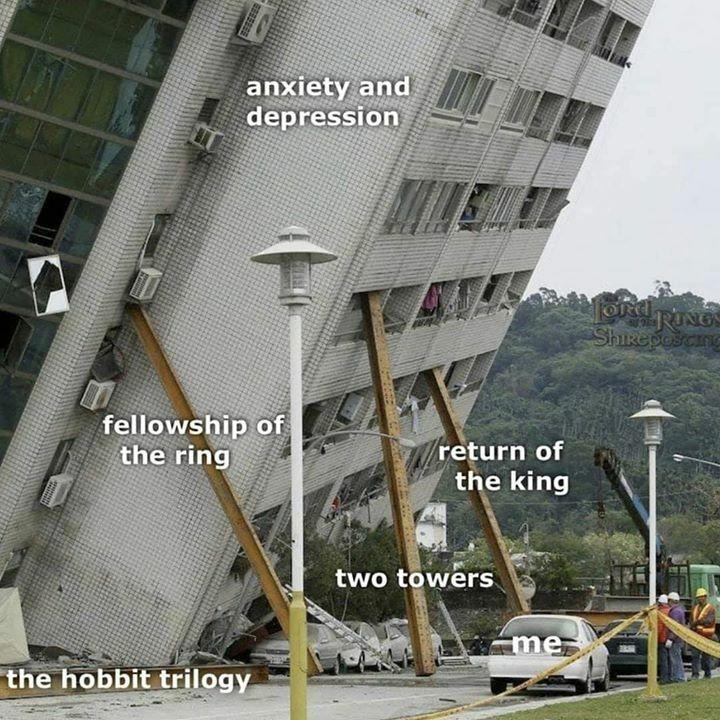 anxiety and
depression
Lord of the Rings
Shireposting
fellowship of
the ring
return of
the king
two towers
me
the hobbit trilogy